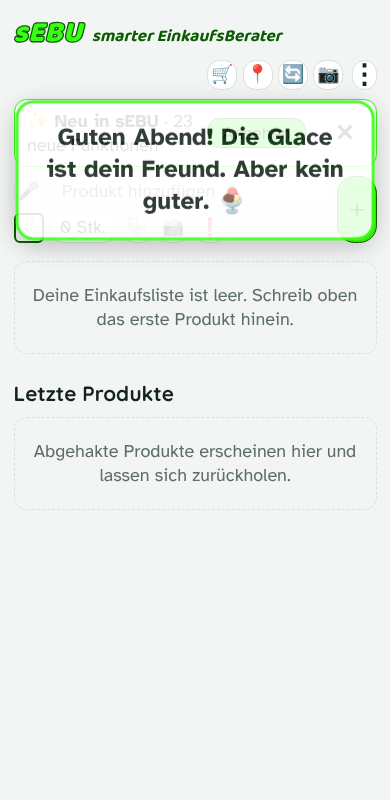 sEBU smarter EinkaufsBerater
Neu in sEBU · 23
neue Funktionen
Guten Abend! Die Glace
ist dein Freund. Aber kein
guter.
Produkt hinzufügen
0 Stk.
Deine Einkaufsliste ist leer. Schreib oben
das erste Produkt hinein.
Letzte Produkte
Abgehakte Produkte erscheinen hier und
lassen sich zurückholen.